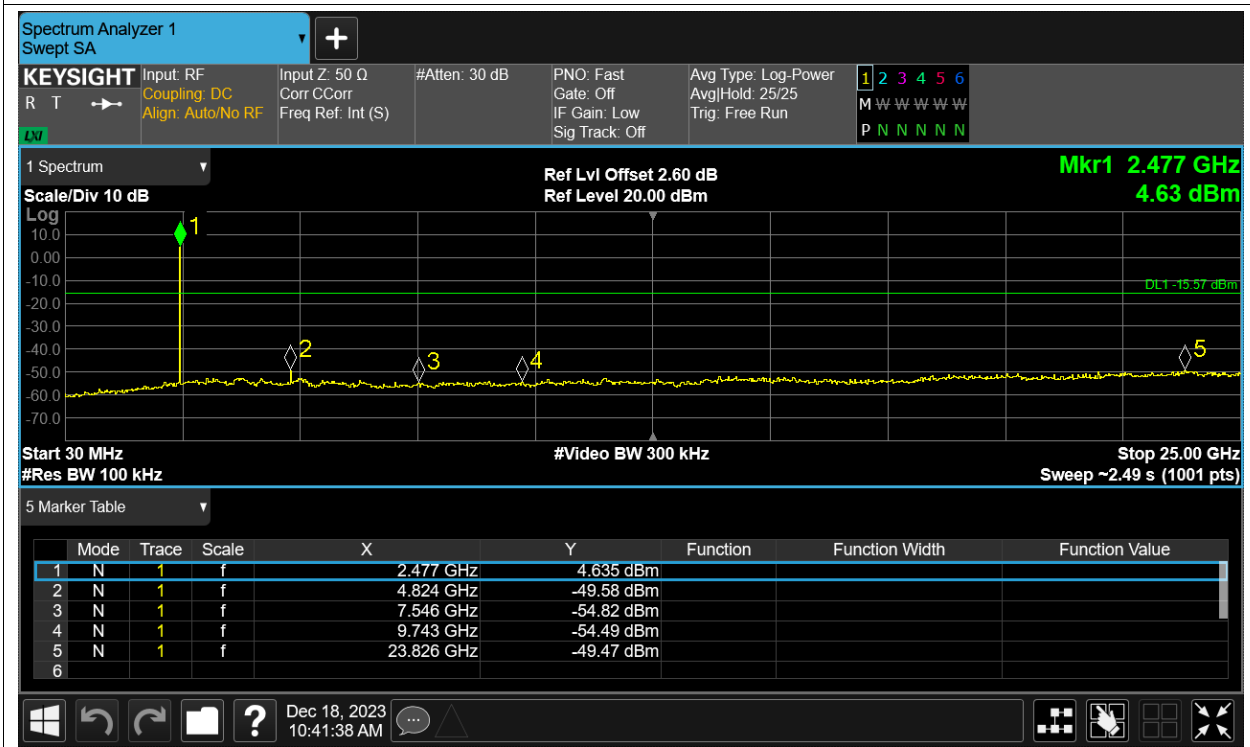 Spectrum Analyzer 1
Swept SA
KEYSIGHT Input: RF Input Z: 50 Ω #Atten: 30 dB PNO: Fast Avg Type: Log-Power 1 2 3 4 5 6
R T Coupling: DC Corr CCorr Gate: Off Avg|Hold: 25/25 M W W W W W
Align: Auto/No RF Freq Ref: Int (S) IF Gain: Low Trig: Free Run
LXI Sig Track: Off P N N N N N
1 Spectrum Ref Lvl Offset 2.60 dB Mkr1 2.477 GHz
Scale/Div 10 dB Ref Level 20.00 dBm 4.63 dBm
Log
1
10.0
0.00
-10.0
DL1 -15.57 dBm
-20.0
-30.0
-40.0 2 3 4 5
-50.0
-60.0
-70.0
Start 30 MHz #Video BW 300 kHz Stop 25.00 GHz
#Res BW 100 kHz Sweep ~2.49 s (1001 pts)
5 Marker Table
Mode Trace Scale X Y Function Function Width Function Value
1 N 1 f 2.477 GHz 4.635 dBm
2 N 1 f 4.824 GHz -49.58 dBm
3 N 1 f 7.546 GHz -54.82 dBm
4 N 1 f 9.743 GHz -54.49 dBm
5 N 1 f 23.826 GHz -49.47 dBm
6
? Dec 18, 2023
10:41:38 AM